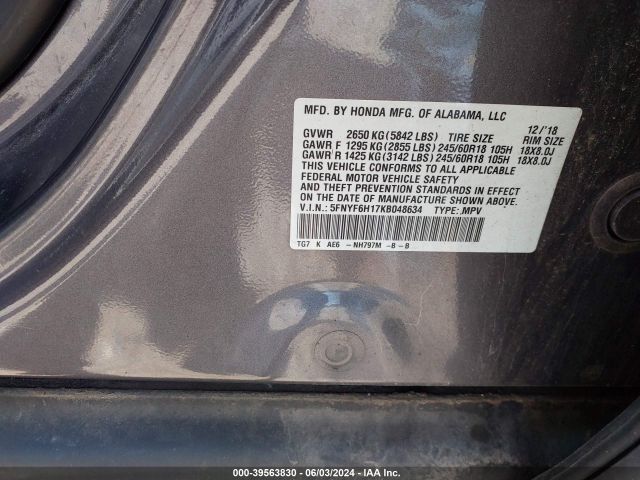 MFD. BY HONDA MFG. OF ALABAMA, LLC
12/'18
GVWR 2650 KG (5842 LBS) TIRE SIZE RIM SIZE
GAWR F 1295 KG (2855 LBS) 245/60R18 105H 18X8.0J
GAWR R 1425 KG (3142 LBS) 245/60R18 105H 18X8.0J
THIS VEHICLE CONFORMS TO ALL APPLICABLE
FEDERAL MOTOR VEHICLE SAFETY
AND THEFT PREVENTION STANDARDS IN EFFECT
ON THE DATE OF MANUFACTURE SHOWN ABOVE.
V.I.N.: 5FNYF6H17KB048634 TYPE: MPV
TG7 K AE6 -NH797M -B -B
000-39563830 - 06/03/2024 - IAA Inc.